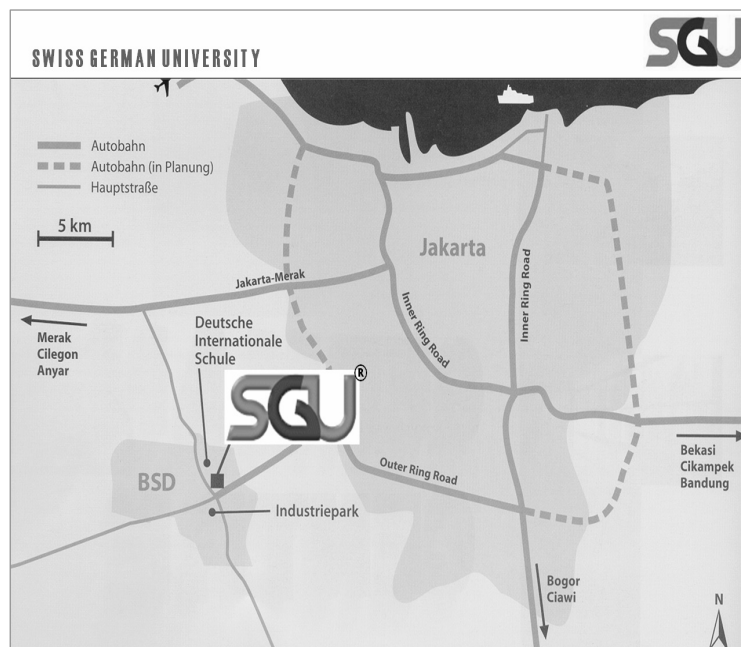 SWISS GERMAN UNIVERSITY
SGU
Autobahn
Autobahn (in Planung)
Hauptstraße
5 km
Jakarta
Jakarta-Merak
Inner Ring Road
Inner Ring Road
Merak
Cilegon
Anyar
Deutsche
Internationale
Schule
SGU®
BSD
Outer Ring Road
Industriepark
Bekasi
Cikampek
Bandung
Bogor
Ciawi
N